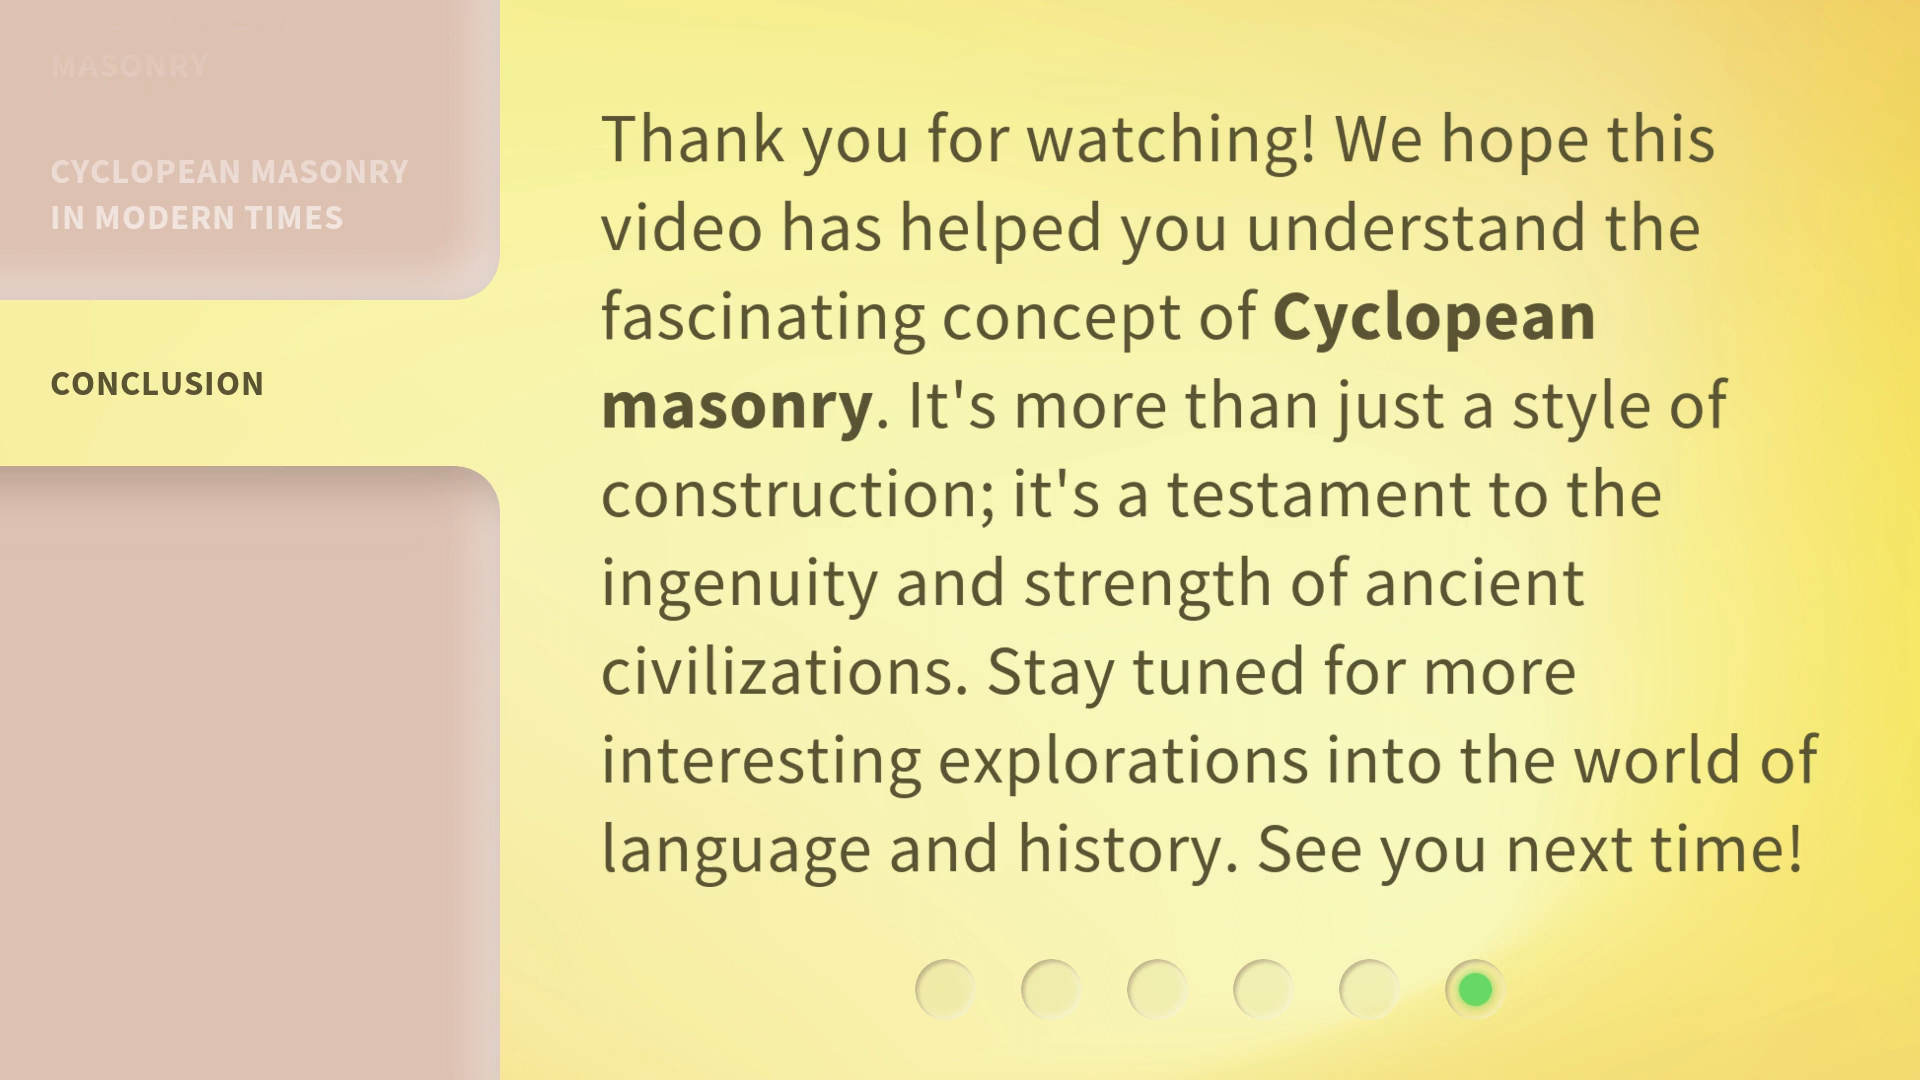 MASONRY
CYCLOPEAN MASONRY
IN MODERN TIMES
CONCLUSION
Thank you for watching! We hope this
video has helped you understand the
fascinating concept of Cyclopean
masonry. It's more than just a style of
construction; it's a testament to the
ingenuity and strength of ancient
civilizations. Stay tuned for more
interesting explorations into the world of
language and history. See you next time!